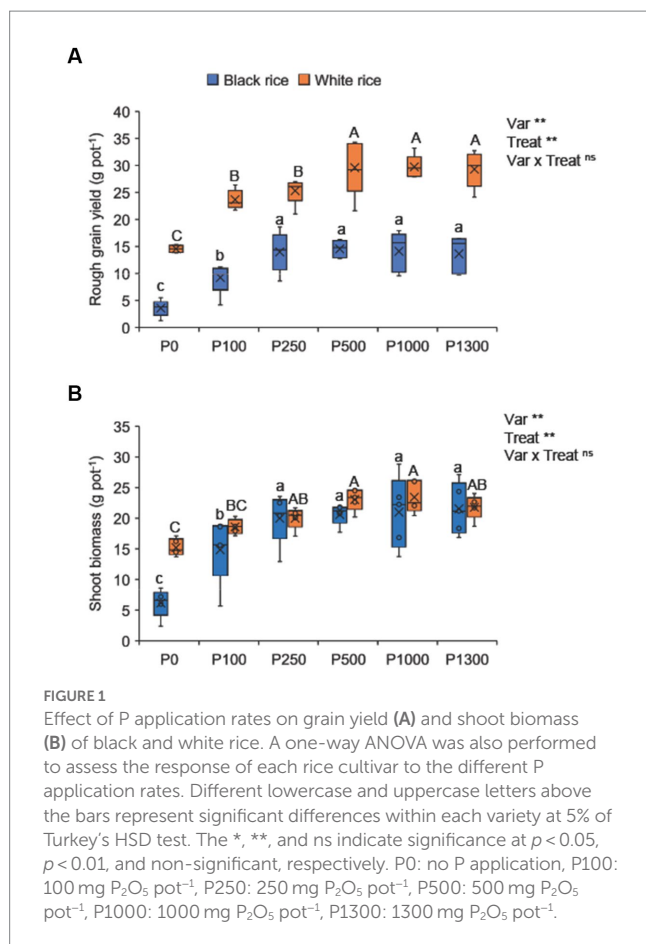 A
Black rice White rice
40
35
30
25
20
15
10
5
0
Rough grain yield (g pot⁻¹)
c C b B a B a A a A a A
P0 P100 P250 P500 P1000 P1300
Var **
Treat **
Var x Treat ns
B
35
30
25
20
15
10
5
0
Shoot biomass (g pot⁻¹)
c C b BC a AB a A a A a AB
P0 P100 P250 P500 P1000 P1300
Var **
Treat **
Var x Treat ns
FIGURE 1
Effect of P application rates on grain yield (A) and shoot biomass
(B) of black and white rice. A one-way ANOVA was also performed
to assess the response of each rice cultivar to the different P
application rates. Different lowercase and uppercase letters above
the bars represent significant differences within each variety at 5% of
Turkey's HSD test. The *, **, and ns indicate significance at p < 0.05,
p < 0.01, and non-significant, respectively. P0: no P application, P100:
100 mg P₂O₅ pot⁻¹, P250: 250 mg P₂O₅ pot⁻¹, P500: 500 mg P₂O₅
pot⁻¹, P1000: 1000 mg P₂O₅ pot⁻¹, P1300: 1300 mg P₂O₅ pot⁻¹.